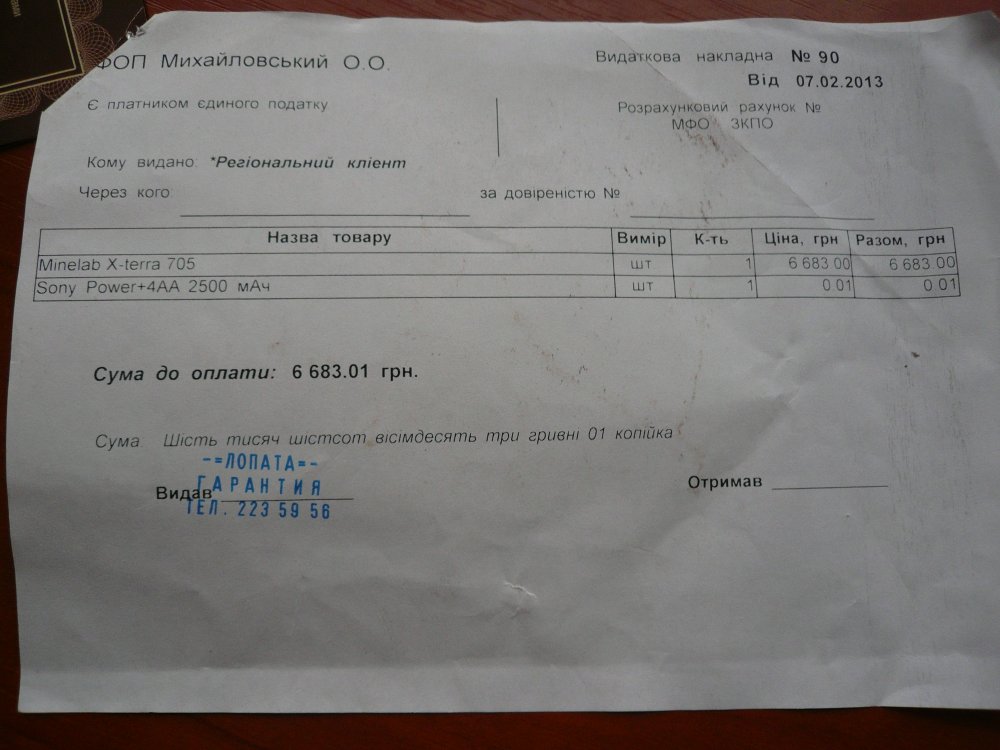 ФОП Михайловський О.О.
Видаткова накладна № 90
Від 07.02.2013
Є платником єдиного податку
Розрахунковий рахунок №
МФО ЗКПО
Кому видано: *Регіональний клієнт
Через кого за довіреністю №
Назва товару Вимір К-ть Ціна, грн Разом, грн
Minelab X-terra 705 шт 1 6 683.00 6 683.00
Sony Power+4AA 2500 мАч шт 1 0.01 0.01
Сума до оплати: 6 683.01 грн.
Сума Шість тисяч шістсот вісімдесять три гривні 01 копійка
-=ЛОПАТА=-
ГАРАНТИЯ
ТЕЛ. 223 59 56
Видав
Отримав